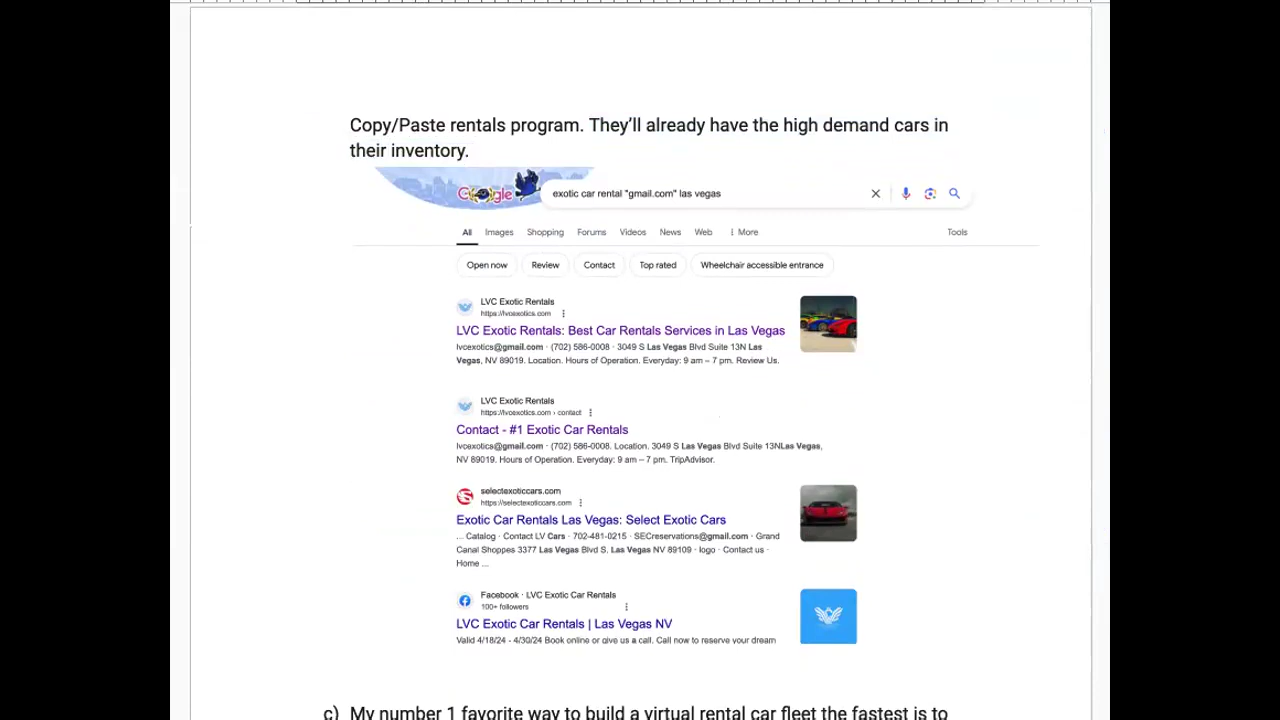 Copy/Paste rentals program. They'll already have the high demand cars in
their inventory.
Google
exotic car rental "gmail.com" las vegas
All Images Shopping Forums Videos News Web More Tools
Open now Review Contact Top rated Wheelchair accessible entrance
LVC Exotic Rentals
https://lvcexotics.com
LVC Exotic Rentals: Best Car Rentals Services in Las Vegas
lvcexotics@gmail.com · (702) 586-0008 · 3049 S Las Vegas Blvd Suite 13N Las
Vegas, NV 89019. Location. Hours of Operation. Everyday: 9 am – 7 pm. Review Us.
LVC Exotic Rentals
https://lvcexotics.com › contact
Contact - #1 Exotic Car Rentals
lvcexotics@gmail.com · (702) 586-0008. Location. 3049 S Las Vegas Blvd Suite 13NLas Vegas,
NV 89019. Hours of Operation. Everyday: 9 am – 7 pm. TripAdvisor.
selectexoticcars.com
https://selectexoticcars.com
Exotic Car Rentals Las Vegas: Select Exotic Cars
... Catalog · Contact LV Cars · 702-481-0215 · SECreservations@gmail.com · Grand
Canal Shoppes 3377 Las Vegas Blvd S. Las Vegas NV 89109 · logo · Contact us ·
Home ...
Facebook · LVC Exotic Car Rentals
100+ followers
LVC Exotic Car Rentals | Las Vegas NV
Valid 4/18/24 - 4/30/24 Book online or give us a call. Call now to reserve your dream
c) My number 1 favorite way to build a virtual rental car fleet the fastest is to